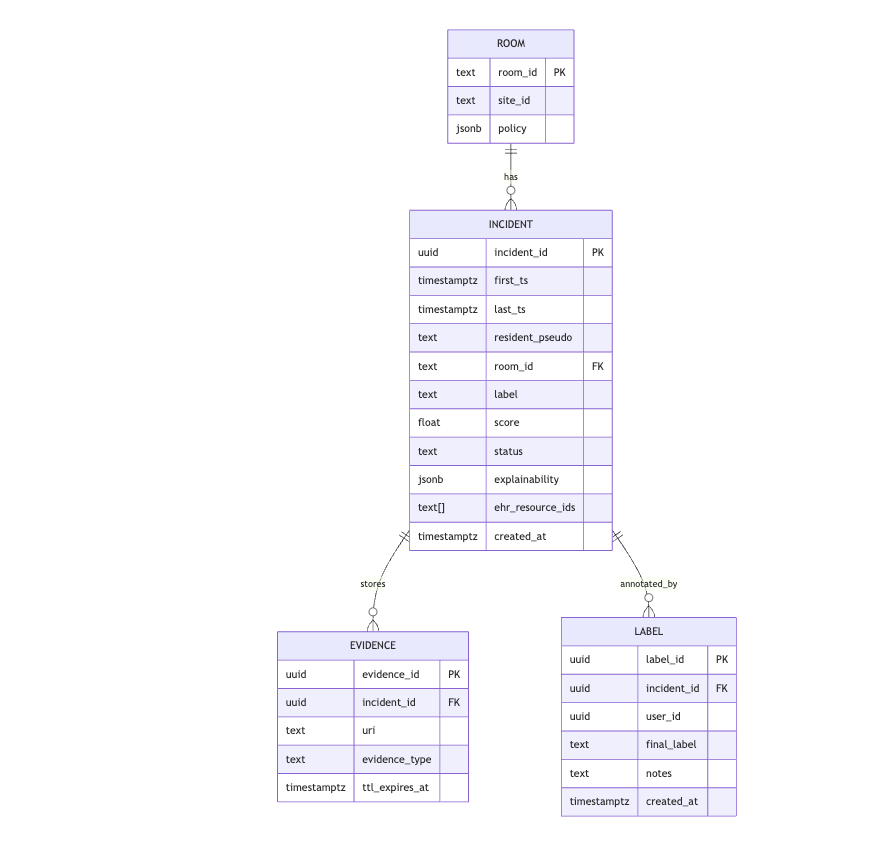 ROOM
text room_id PK
text site_id
jsonb policy
has
INCIDENT
uuid incident_id PK
timestamptz first_ts
timestamptz last_ts
text resident_pseudo
text room_id FK
text label
float score
text status
jsonb explainability
text[] ehr_resource_ids
timestamptz created_at
stores
annotated_by
EVIDENCE
uuid evidence_id PK
uuid incident_id FK
text uri
text evidence_type
timestamptz ttl_expires_at
LABEL
uuid label_id PK
uuid incident_id FK
uuid user_id
text final_label
text notes
timestamptz created_at